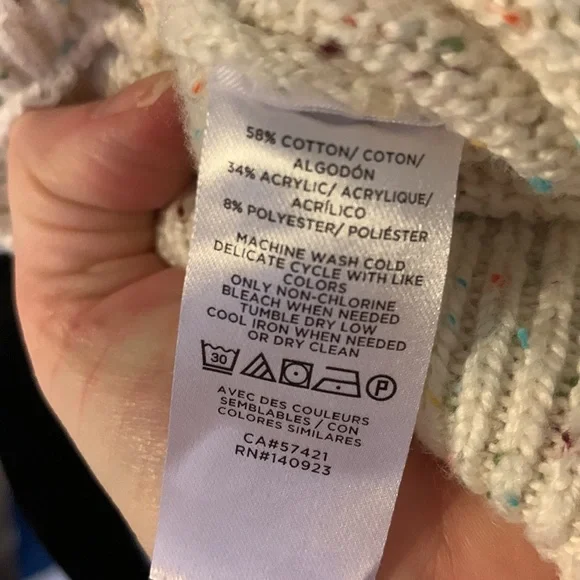 58% COTTON/ COTON/
ALGODÓN
34% ACRYLIC/ ACRYLIQUE/
ACRÍLICO
8% POLYESTER/ POLIÉSTER
MACHINE WASH COLD
DELICATE CYCLE WITH LIKE
COLORS
ONLY NON-CHLORINE
BLEACH WHEN NEEDED
TUMBLE DRY LOW
COOL IRON WHEN NEEDED
OR DRY CLEAN
30 P
AVEC DES COULEURS
SEMBLABLES / CON
COLORES SIMILARES
CA#57421
RN#140923